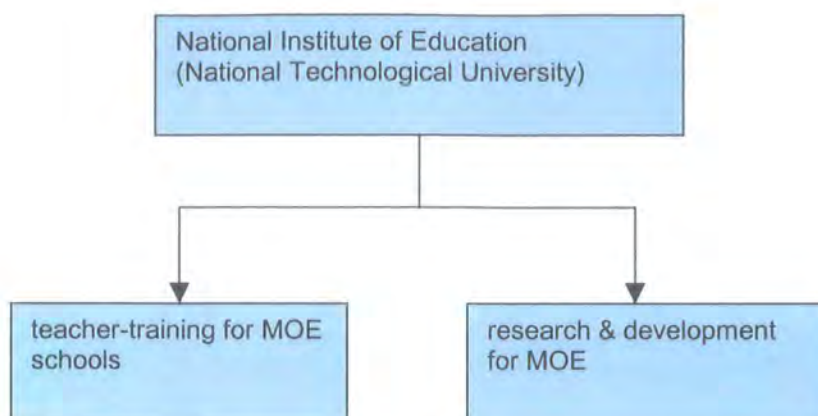 National Institute of Education
(National Technological University)
teacher-training for MOE
schools
research & development
for MOE